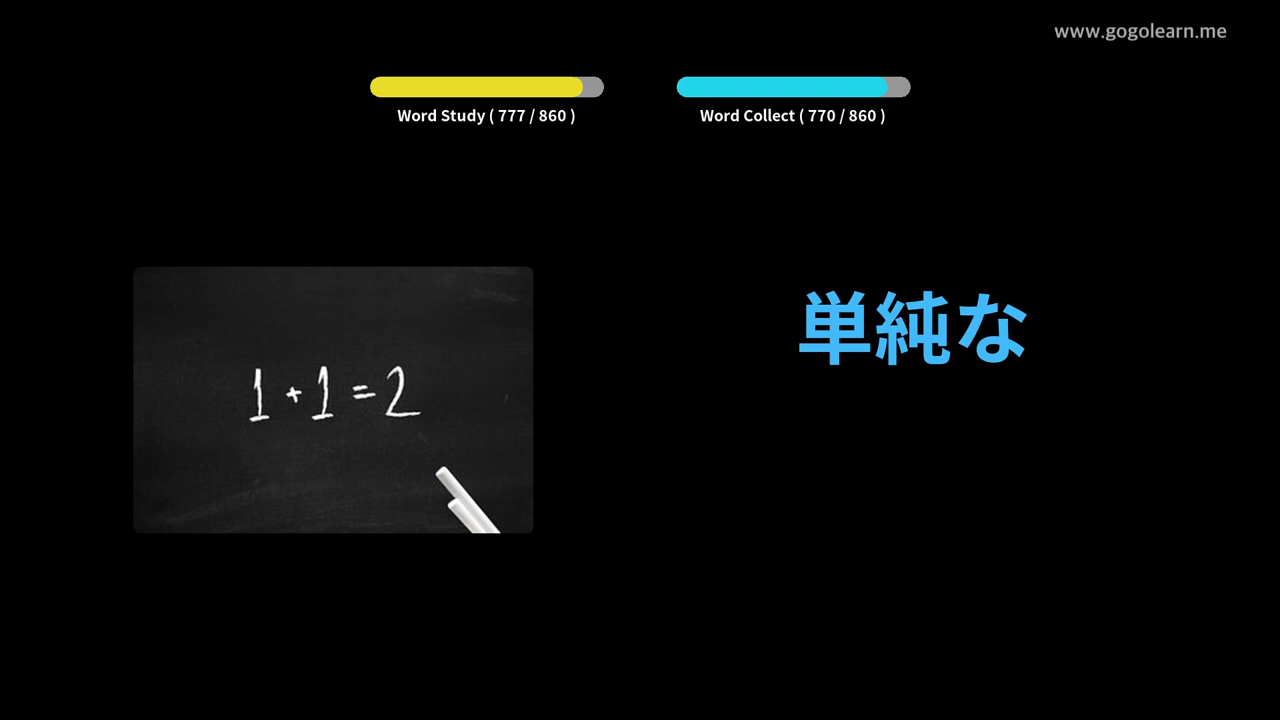 www.gogolearn.me
Word Study ( 777 / 860 )
Word Collect ( 770 / 860 )
単純な
1 + 1 = 2